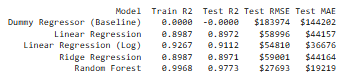 Model Train R2 Test R2 Test RMSE Test MAE
Dummy Regressor (Baseline) 0.0000 -0.0000 $183974 $144202
Linear Regression 0.8987 0.8972 $58996 $44157
Linear Regression (Log) 0.9267 0.9112 $54810 $36676
Ridge Regression 0.8987 0.8971 $59001 $44164
Random Forest 0.9968 0.9773 $27693 $19219